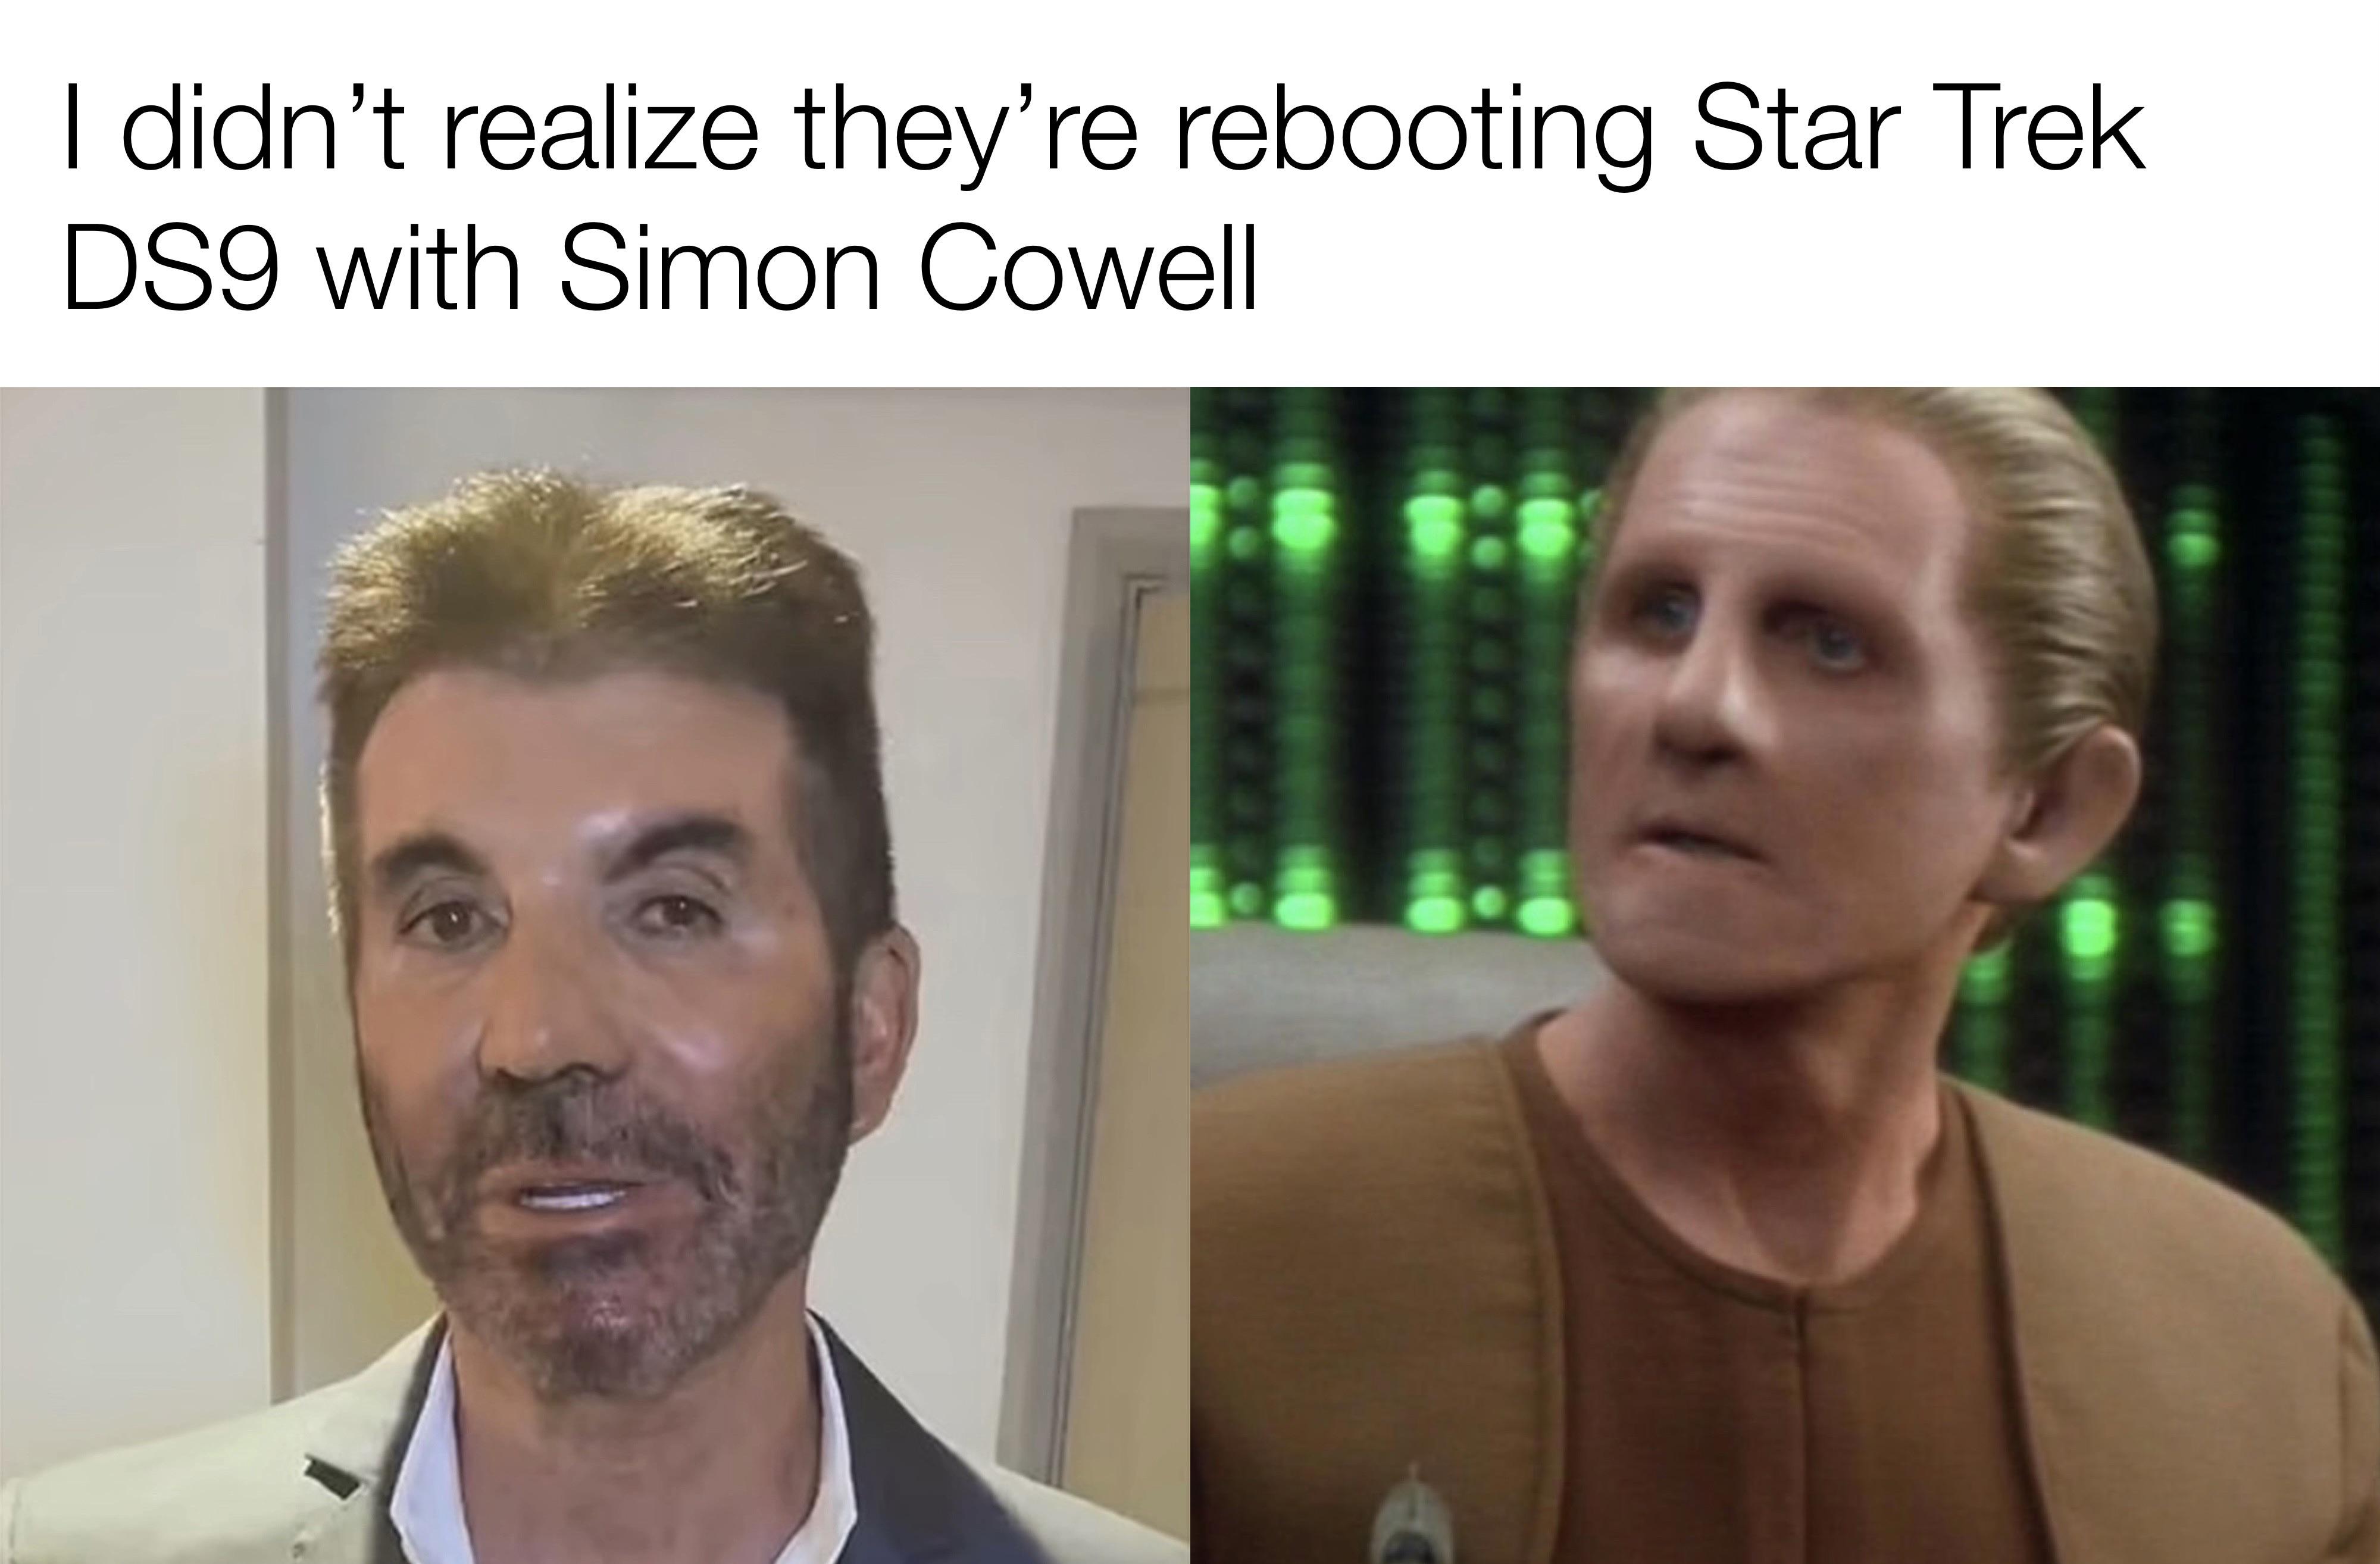 I didn’t realize they’re rebooting Star Trek
DS9 with Simon Cowell